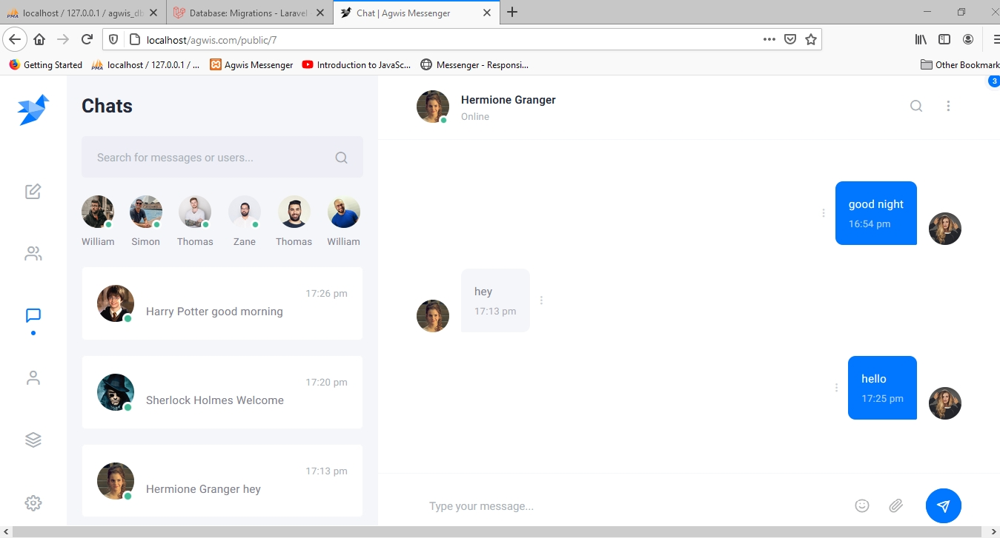 localhost / 127.0.0.1 / agwis_db
Database: Migrations - Laravel
Chat | Agwis Messenger
localhost/agwis.com/public/7
Getting Started
localhost / 127.0.0.1 / ...
Agwis Messenger
Introduction to JavaSc...
Messenger - Responsi...
Other Bookmark
3
Chats
Search for messages or users...
William Simon Thomas Zane Thomas William
17:26 pm
Harry Potter good morning
17:20 pm
Sherlock Holmes Welcome
17:13 pm
Hermione Granger hey
Hermione Granger
Online
good night
16:54 pm
hey
17:13 pm
hello
17:25 pm
Type your message...